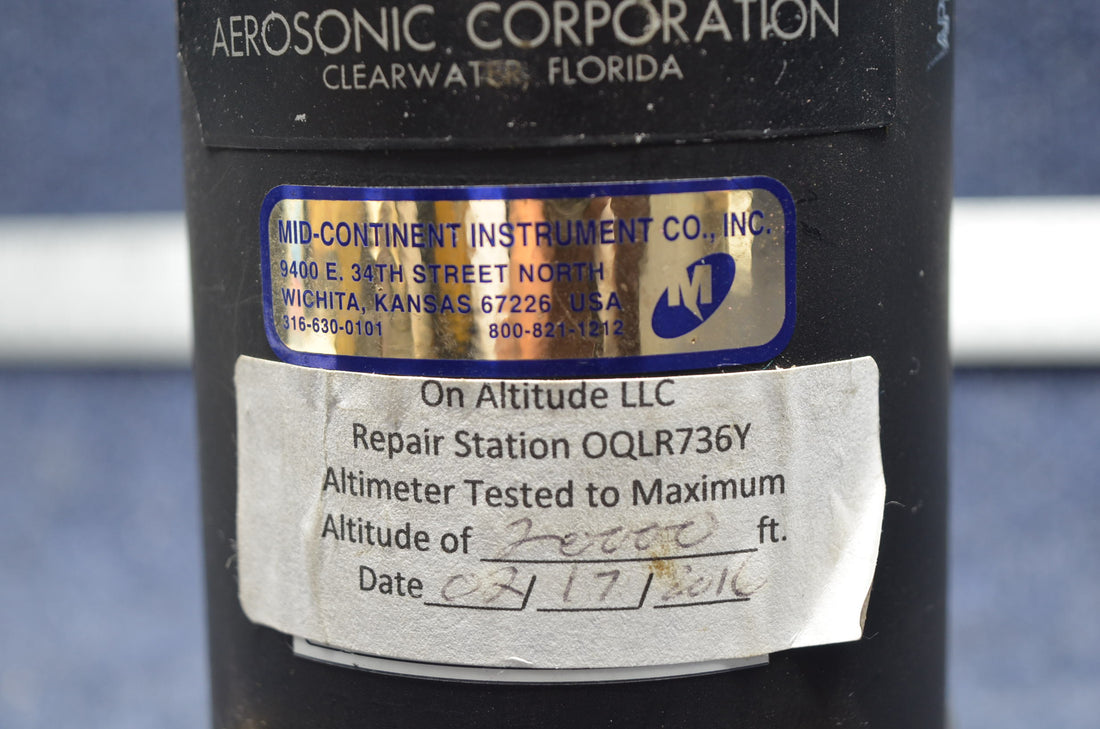 AEROSONIC CORPORATION
CLEARWATER, FLORIDA
MID-CONTINENT INSTRUMENT CO., INC.
9400 E. 34TH STREET NORTH
WICHITA, KANSAS 67226 USA
316-630-0101 800-821-1212
M
On Altitude LLC
Repair Station OQLR736Y
Altimeter Tested to Maximum
Altitude of 20000 ft.
Date 02/17/2016